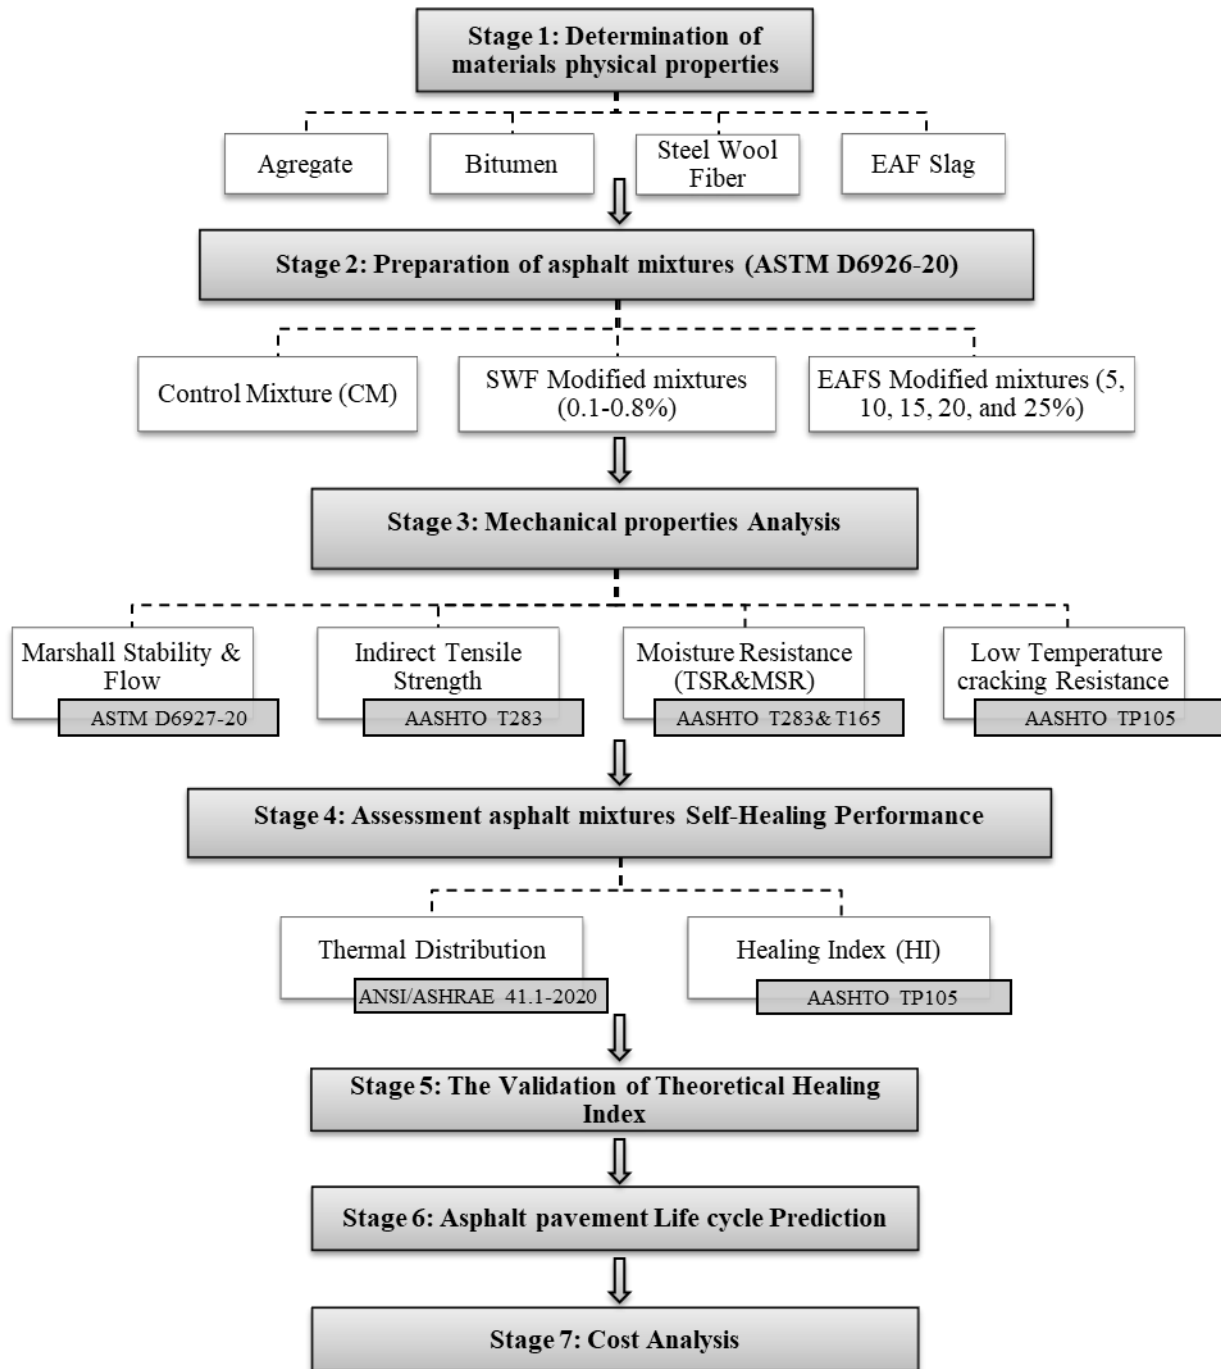 Stage 1: Determination of
materials physical properties
Agregate
Bitumen
Steel Wool
Fiber
EAF Slag
Stage 2: Preparation of asphalt mixtures (ASTM D6926-20)
Control Mixture (CM)
SWF Modified mixtures
(0.1-0.8%)
EAFS Modified mixtures (5,
10, 15, 20, and 25%)
Stage 3: Mechanical properties Analysis
Marshall Stability &
Flow
ASTM D6927-20
Indirect Tensile
Strength
AASHTO T283
Moisture Resistance
(TSR&MSR)
AASHTO T283& T165
Low Temperature
cracking Resistance
AASHTO TP105
Stage 4: Assessment asphalt mixtures Self-Healing Performance
Thermal Distribution
ANSI/ASHRAE 41.1-2020
Healing Index (HI)
AASHTO TP105
Stage 5: The Validation of Theoretical Healing
Index
Stage 6: Asphalt pavement Life cycle Prediction
Stage 7: Cost Analysis